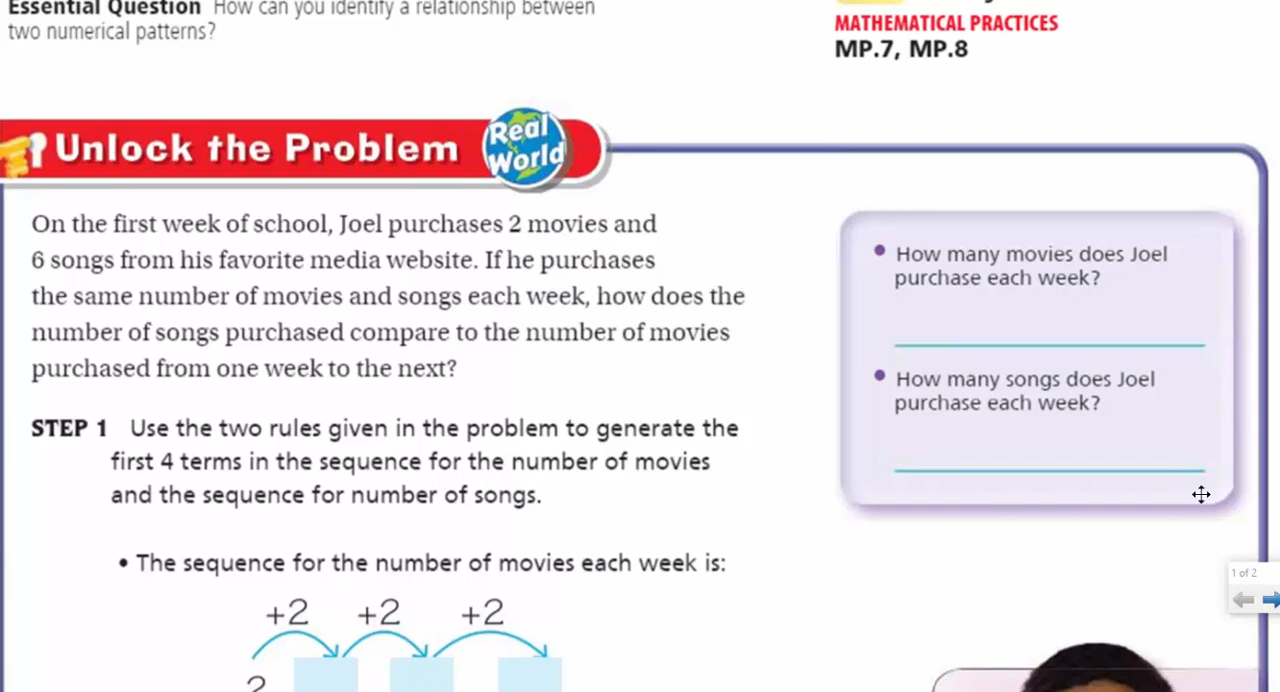 Essential Question How can you identify a relationship between
two numerical patterns?
MATHEMATICAL PRACTICES
MP.7, MP.8
Unlock the Problem
Real
World
On the first week of school, Joel purchases 2 movies and
6 songs from his favorite media website. If he purchases
the same number of movies and songs each week, how does the
number of songs purchased compare to the number of movies
purchased from one week to the next?
• How many movies does Joel
purchase each week?
• How many songs does Joel
purchase each week?
STEP 1 Use the two rules given in the problem to generate the
first 4 terms in the sequence for the number of movies
and the sequence for number of songs.
• The sequence for the number of movies each week is:
+2 +2 +2
2
1 of 2